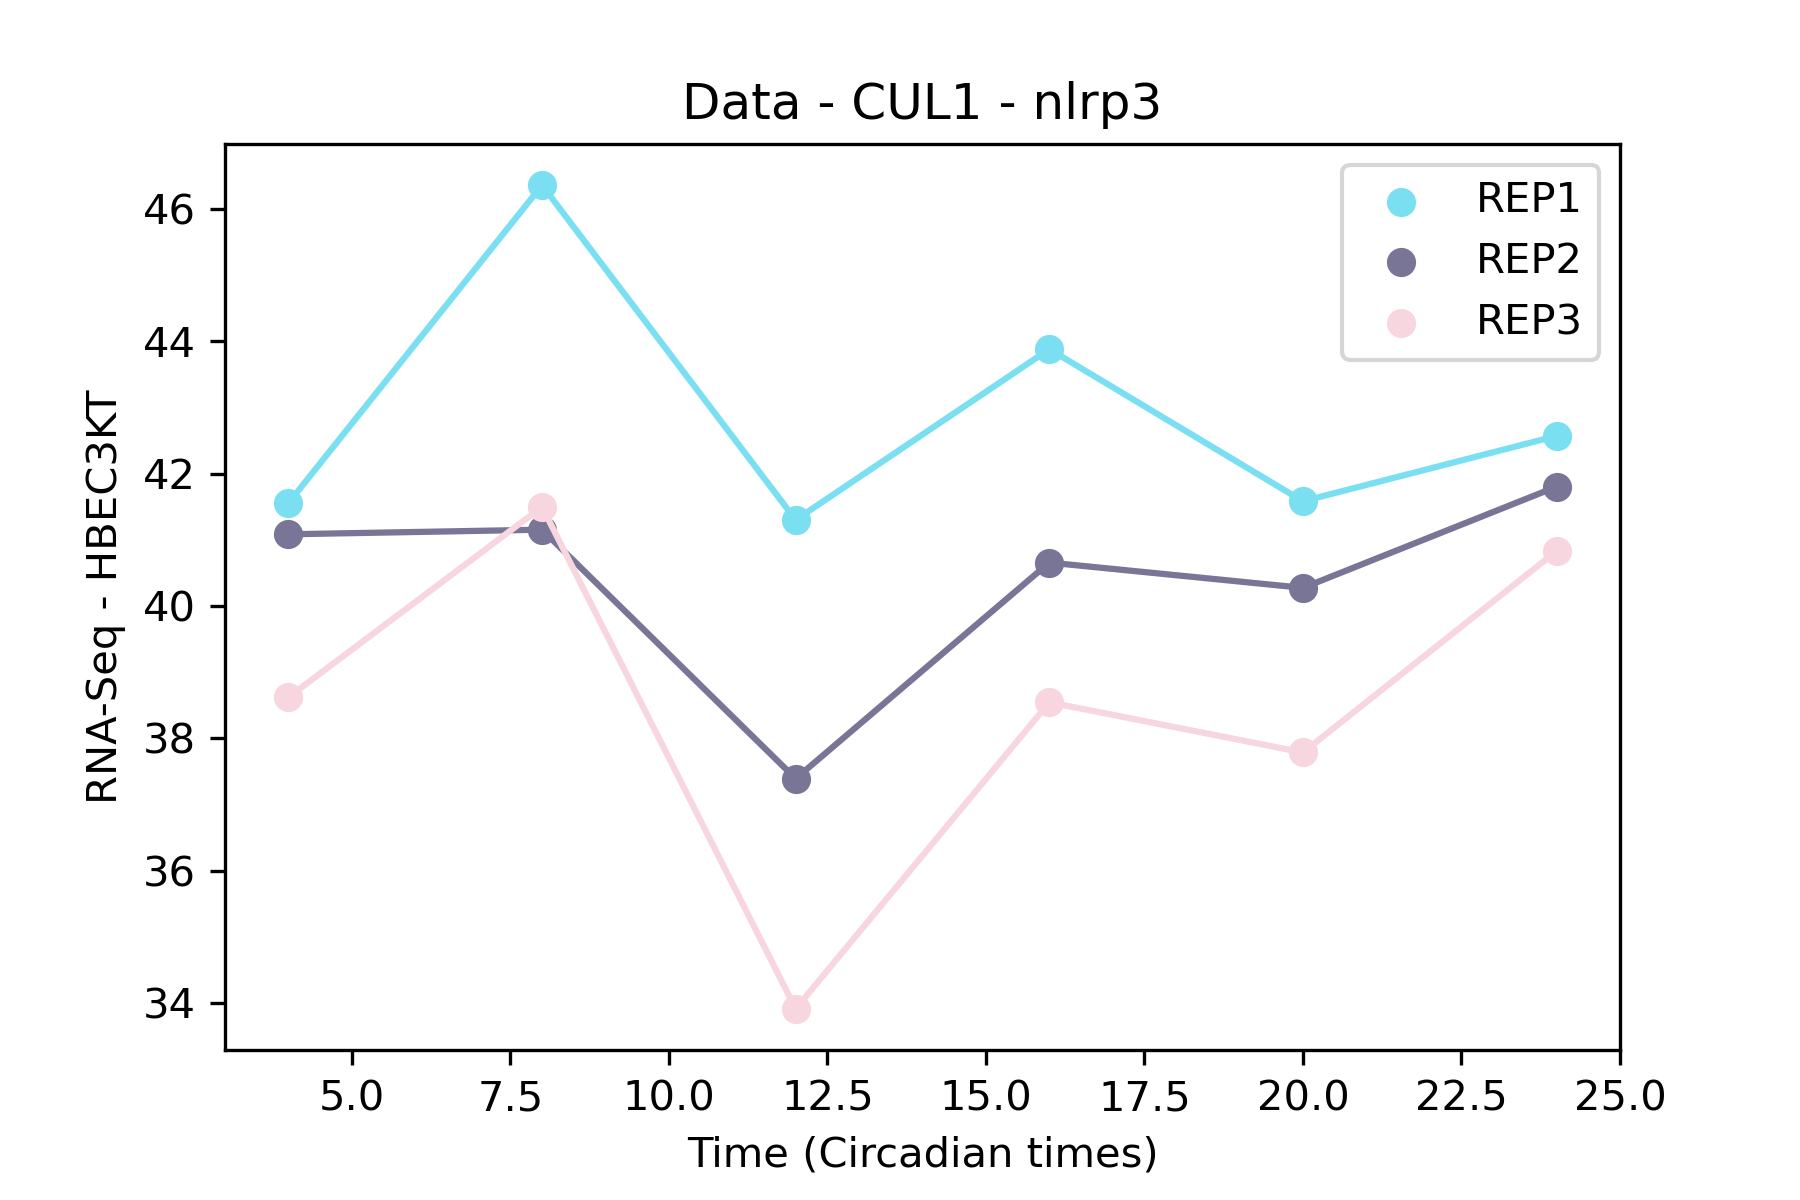 Data - CUL1 - nlrp3
REP1
REP2
REP3
46
44
42
40
38
36
34
RNA-Seq - HBEC3KT
5.0 7.5 10.0 12.5 15.0 17.5 20.0 22.5 25.0
Time (Circadian times)